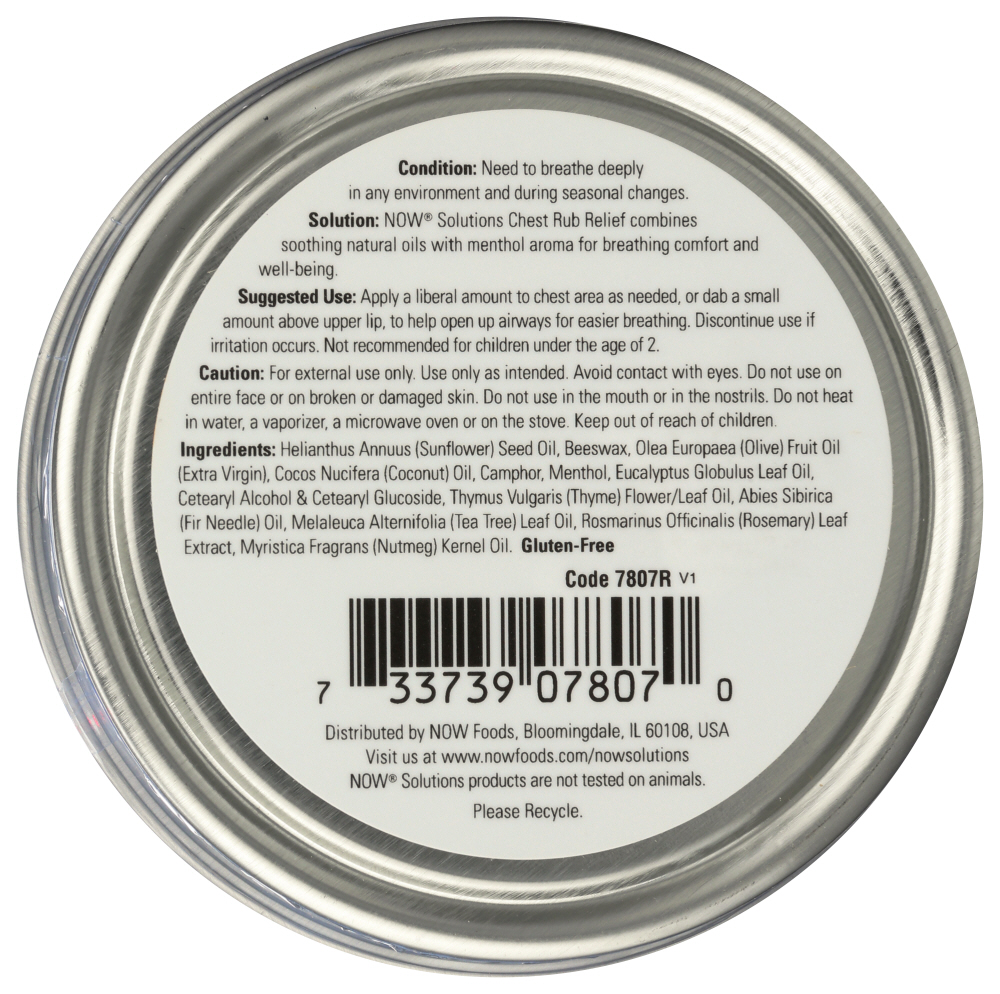 Condition: Need to breathe deeply
in any environment and during seasonal changes.
Solution: NOW® Solutions Chest Rub Relief combines
soothing natural oils with menthol aroma for breathing comfort and
well-being.
Suggested Use: Apply a liberal amount to chest area as needed, or dab a small
amount above upper lip, to help open up airways for easier breathing. Discontinue use if
irritation occurs. Not recommended for children under the age of 2.
Caution: For external use only. Use only as intended. Avoid contact with eyes. Do not use on
entire face or on broken or damaged skin. Do not use in the mouth or in the nostrils. Do not heat
in water, a vaporizer, a microwave oven or on the stove. Keep out of reach of children.
Ingredients: Helianthus Annuus (Sunflower) Seed Oil, Beeswax, Olea Europaea (Olive) Fruit Oil
(Extra Virgin), Cocos Nucifera (Coconut) Oil, Camphor, Menthol, Eucalyptus Globulus Leaf Oil,
Cetearyl Alcohol & Cetearyl Glucoside, Thymus Vulgaris (Thyme) Flower/Leaf Oil, Abies Sibirica
(Fir Needle) Oil, Melaleuca Alternifolia (Tea Tree) Leaf Oil, Rosmarinus Officinalis (Rosemary) Leaf
Extract, Myristica Fragrans (Nutmeg) Kernel Oil. Gluten-Free
Code 7807R V1
7 33739 07807 0
Distributed by NOW Foods, Bloomingdale, IL 60108, USA
Visit us at www.nowfoods.com/nowsolutions
NOW® Solutions products are not tested on animals.
Please Recycle.